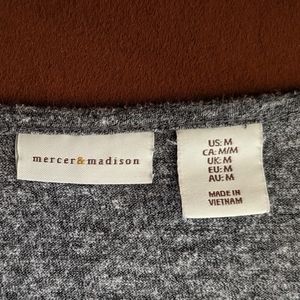 mercer&madison
US: M
CA: M/M
UK: M
EU: M
AU: M
MADE IN
VIETNAM